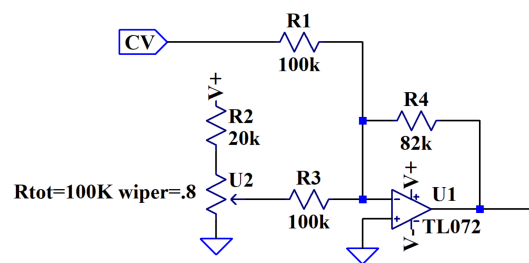 R1
CV
100k
V+
R2
20k
R4
82k
U2
R3
Rtot=100K wiper=.8
100k
V+
U1
- +
+ -
TL072
V-